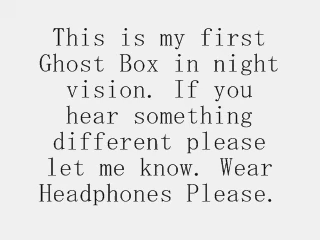 This is my first
Ghost Box in night
vision. If you
hear something
different please
let me know. Wear
Headphones Please.